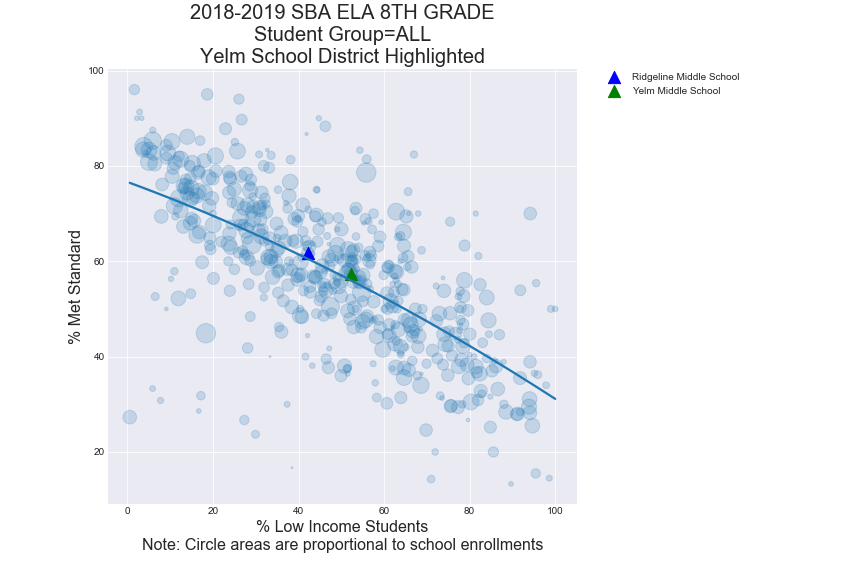 2018-2019 SBA ELA 8TH GRADE
Student Group=ALL
Yelm School District Highlighted
Ridgeline Middle School
Yelm Middle School
% Met Standard
100
80
60
40
20
0 20 40 60 80 100
% Low Income Students
Note: Circle areas are proportional to school enrollments